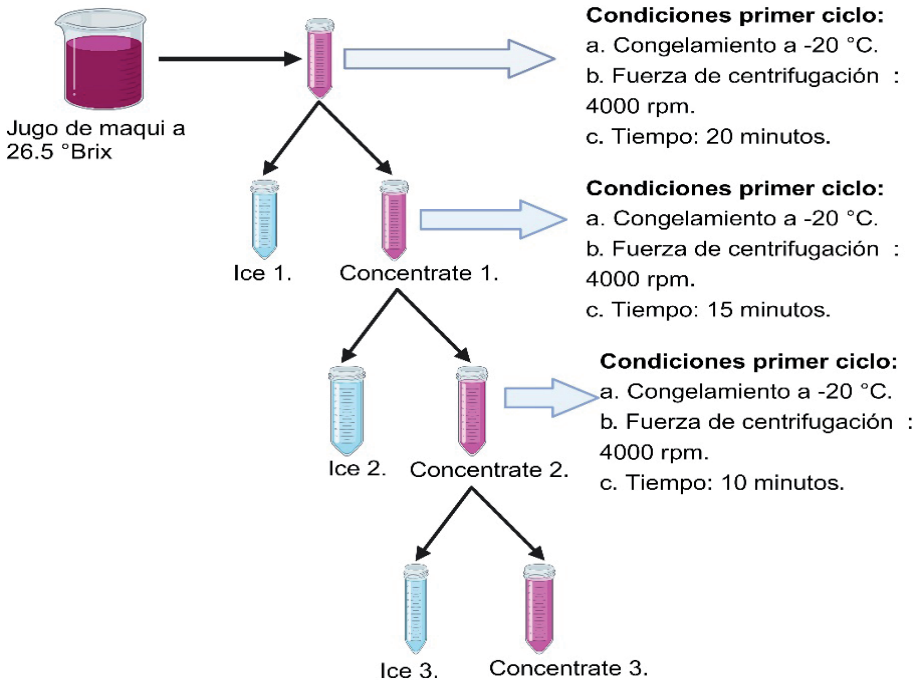 Condiciones primer ciclo:
a. Congelamiento a -20 °C.
b. Fuerza de centrifugación :
4000 rpm.
c. Tiempo: 20 minutos.
Jugo de maqui a
26.5 °Brix
Condiciones primer ciclo:
a. Congelamiento a -20 °C.
b. Fuerza de centrifugación :
4000 rpm.
c. Tiempo: 15 minutos.
Ice 1.
Concentrate 1.
Condiciones primer ciclo:
a. Congelamiento a -20 °C.
b. Fuerza de centrifugación :
4000 rpm.
c. Tiempo: 10 minutos.
Ice 2.
Concentrate 2.
Ice 3.
Concentrate 3.